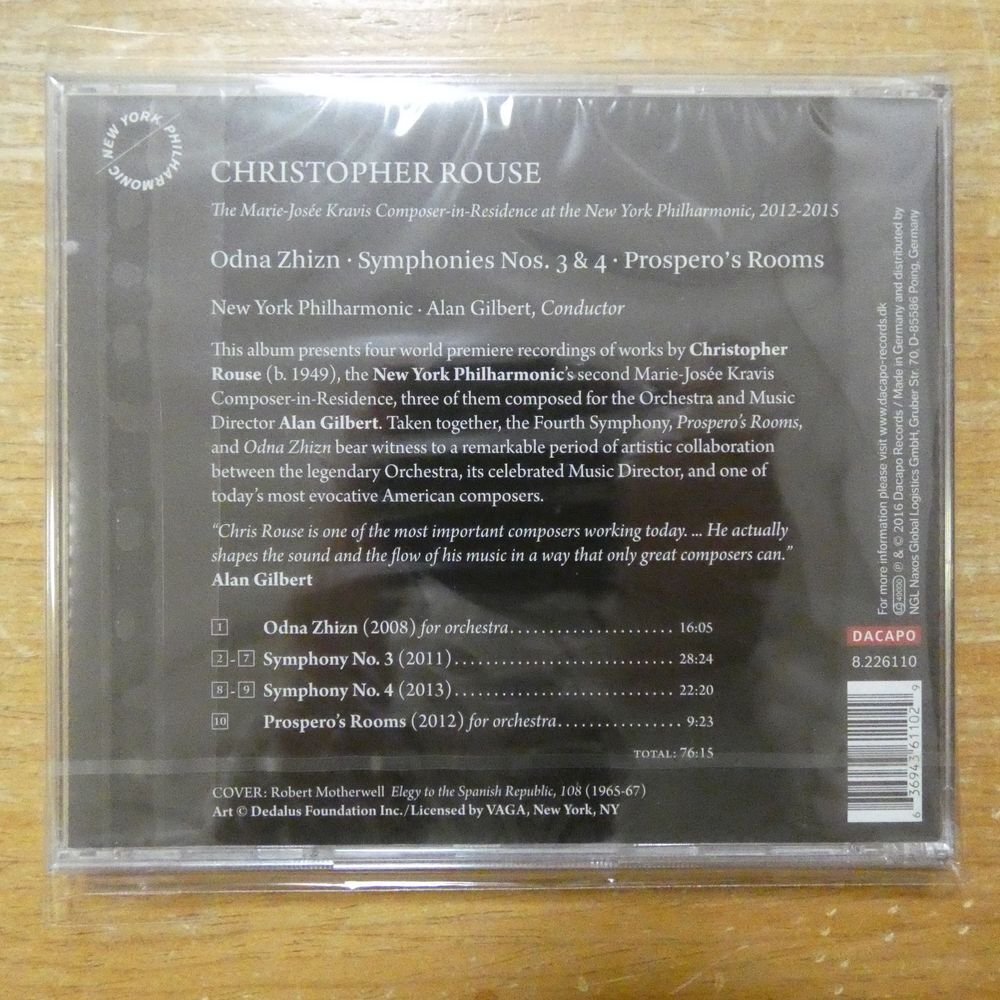 NEW YORK PHILHARMONIC
CHRISTOPHER ROUSE
The Marie-Josée Kravis Composer-in-Residence at the New York Philharmonic, 2012-2015
Odna Zhizn · Symphonies Nos. 3 & 4 · Prospero's Rooms
New York Philharmonic · Alan Gilbert, Conductor
This album presents four world premiere recordings of works by Christopher
Rouse (b. 1949), the New York Philharmonic's second Marie-Josée Kravis
Composer-in-Residence, three of them composed for the Orchestra and Music
Director Alan Gilbert. Taken together, the Fourth Symphony, Prospero's Rooms,
and Odna Zhizn bear witness to a remarkable period of artistic collaboration
between the legendary Orchestra, its celebrated Music Director, and one of
today's most evocative American composers.
"Chris Rouse is one of the most important composers working today. ... He actually
shapes the sound and the flow of his music in a way that only great composers can."
Alan Gilbert
1 Odna Zhizn (2008) for orchestra.................... 16:05
2-7 Symphony No. 3 (2011)........................... 28:24
8-9 Symphony No. 4 (2013)........................... 22:20
10 Prospero's Rooms (2012) for orchestra.............. 9:23
TOTAL: 76:15
COVER: Robert Motherwell Elegy to the Spanish Republic, 108 (1965-67)
Art © Dedalus Foundation Inc./Licensed by VAGA, New York, NY
For more information please visit www.dacapo-records.dk
LC 49000 ℗ & © 2016 Dacapo Records / Made in Germany and distributed by
NGL Naxos Global Logistics GmbH, Gruber Str. 70, D-85586 Poing, Germany
DACAPO
8.226110
6 36943 61102 9